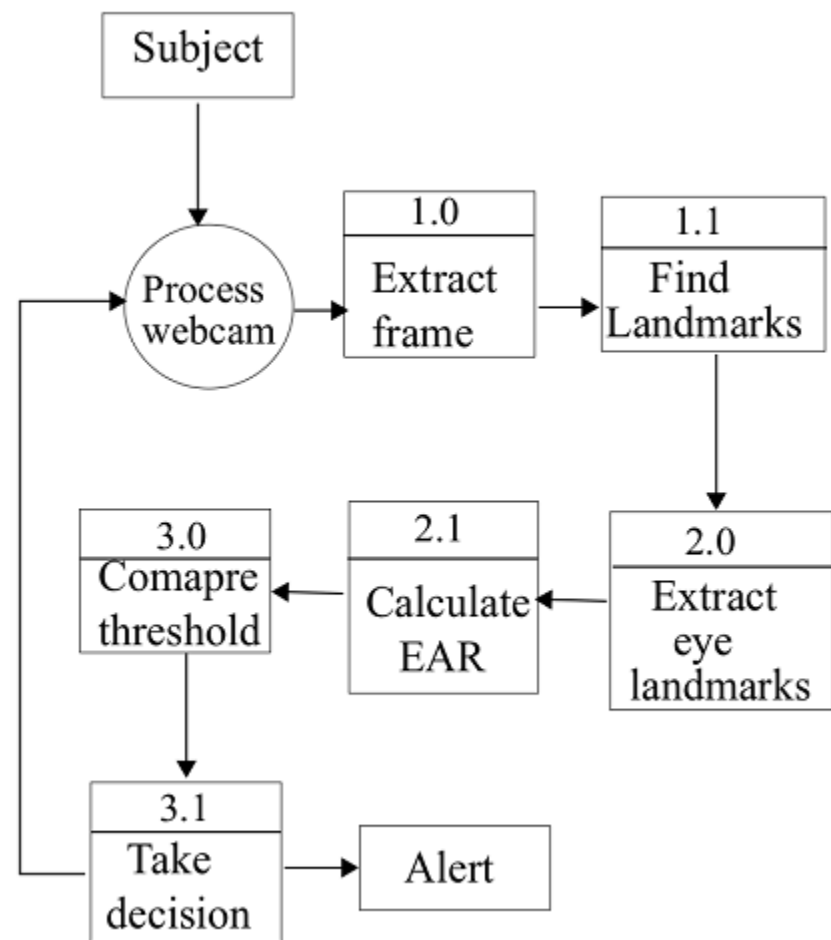 Subject
Process
webcam
1.0
Extract
frame
1.1
Find
Landmarks
2.0
Extract
eye
landmarks
2.1
Calculate
EAR
3.0
Comapre
threshold
3.1
Take
decision
Alert